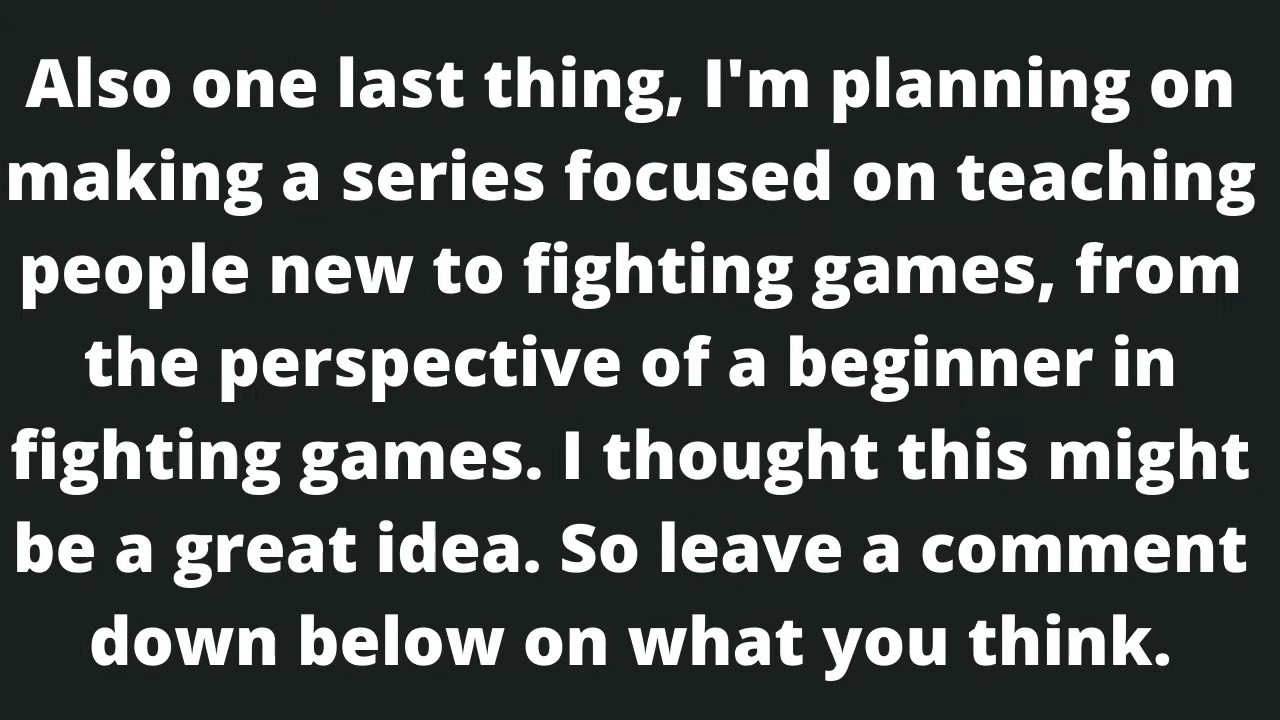 Also one last thing, I'm planning on
making a series focused on teaching
people new to fighting games, from
the perspective of a beginner in
fighting games. I thought this might
be a great idea. So leave a comment
down below on what you think.